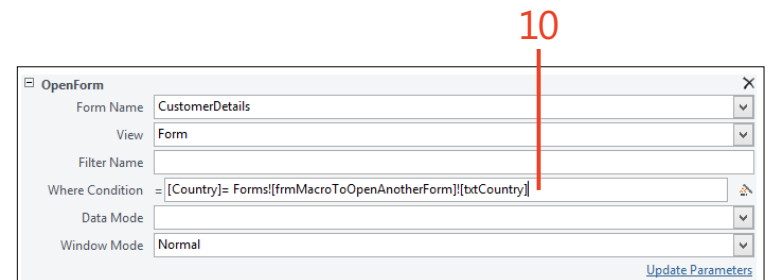 10
OpenForm
Form Name CustomerDetails
View Form
Filter Name
Where Condition = [Country]= Forms![frmMacroToOpenAnotherForm]![txtCountry]
Data Mode
Window Mode Normal
Update Parameters